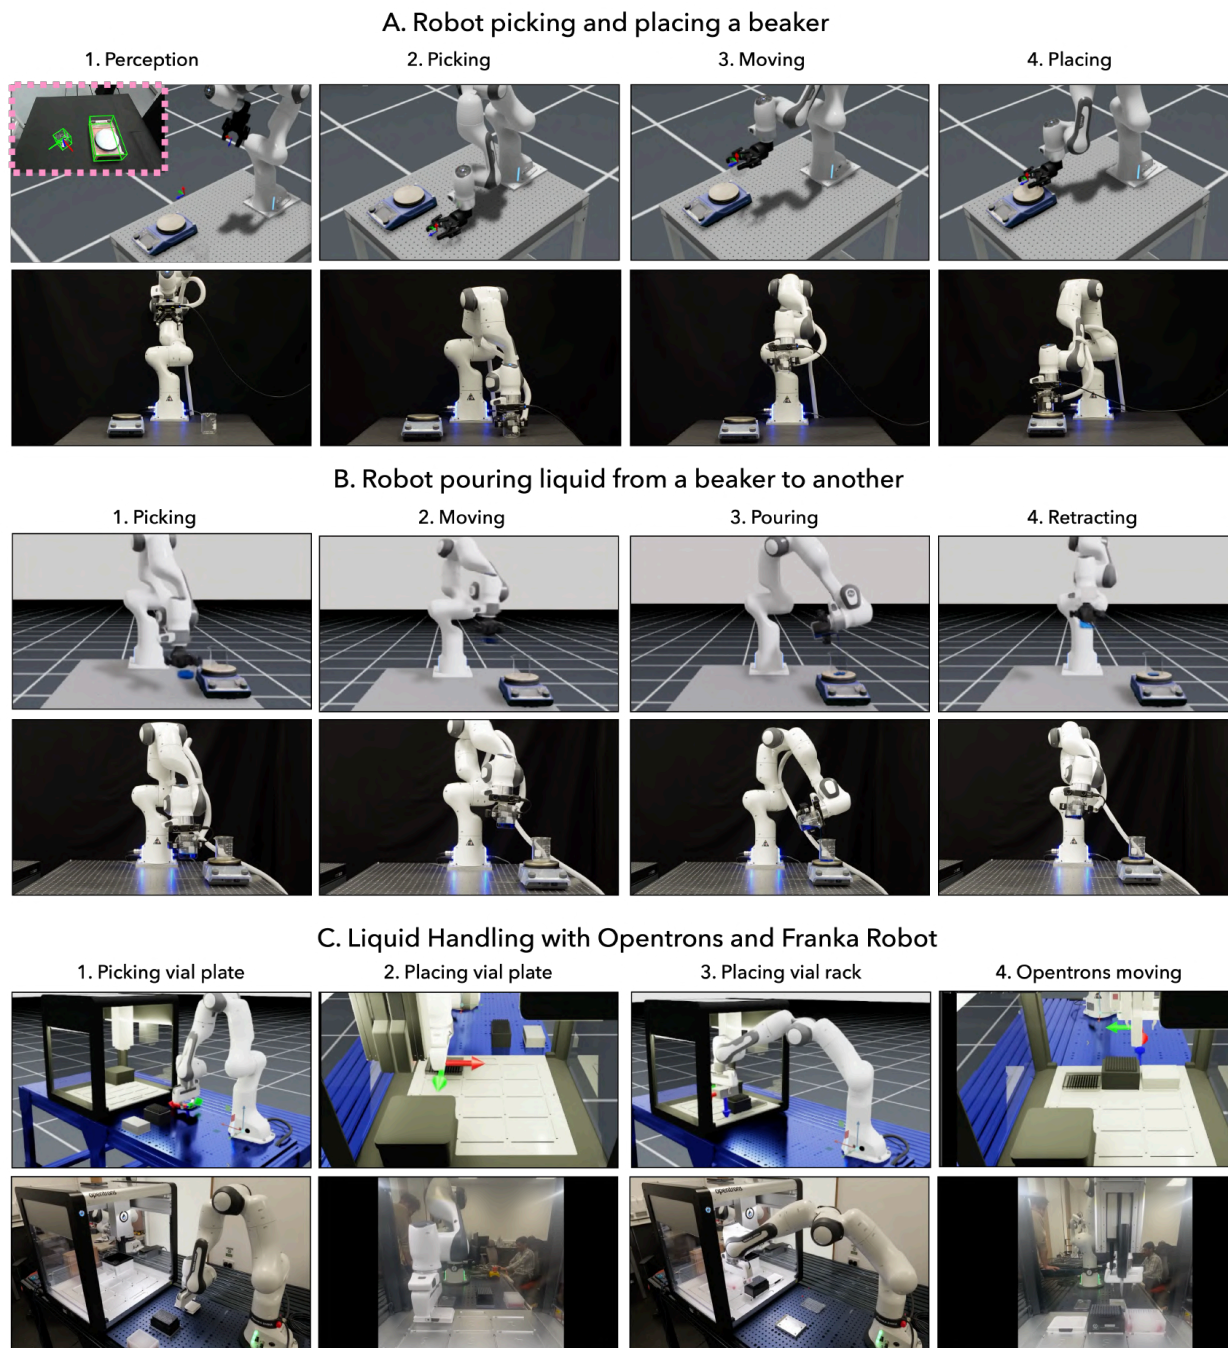 A. Robot picking and placing a beaker
1. Perception
2. Picking
3. Moving
4. Placing
B. Robot pouring liquid from a beaker to another
1. Picking
2. Moving
3. Pouring
4. Retracting
C. Liquid Handling with Opentrons and Franka Robot
1. Picking vial plate
2. Placing vial plate
3. Placing vial rack
4. Opentrons moving
opentrons
opentrons